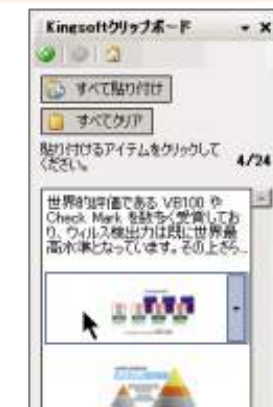 Kingsoftクリップボード
すべて貼り付け
すべてクリア
貼り付けるアイテムをクリックして
ください。
4/24
世界的評価である VB100 や
Check Mark を数多く受賞してお
り、ウィルス検出力は既に世界最
高水準となっています。その上さら...